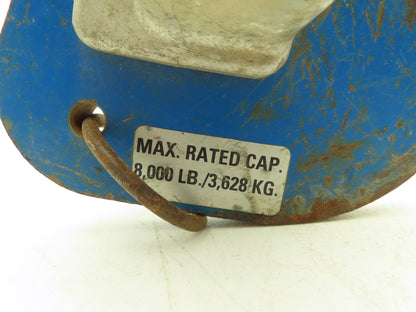 MAX. RATED CAP.
8,000 LB./3,628 KG.